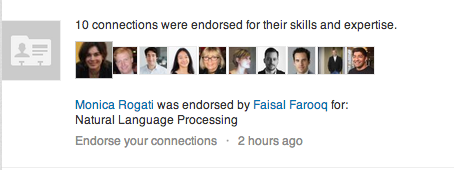 10 connections were endorsed for their skills and expertise.
Monica Rogati was endorsed by Faisal Farooq for:
Natural Language Processing
Endorse your connections · 2 hours ago